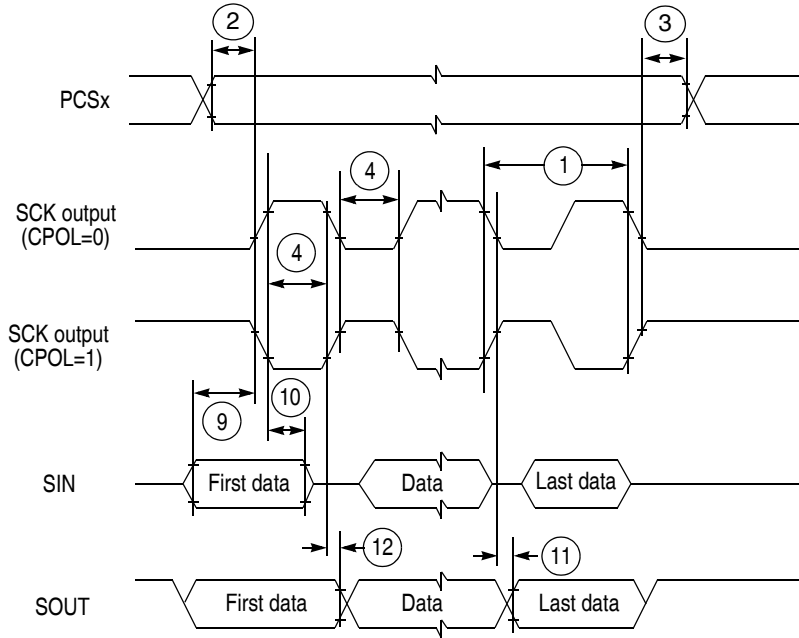 2
3
PCSx
4
1
SCK output
(CPOL=0)
4
SCK output
(CPOL=1)
10
9
SIN
First data
Data
Last data
12
11
SOUT
First data
Data
Last data